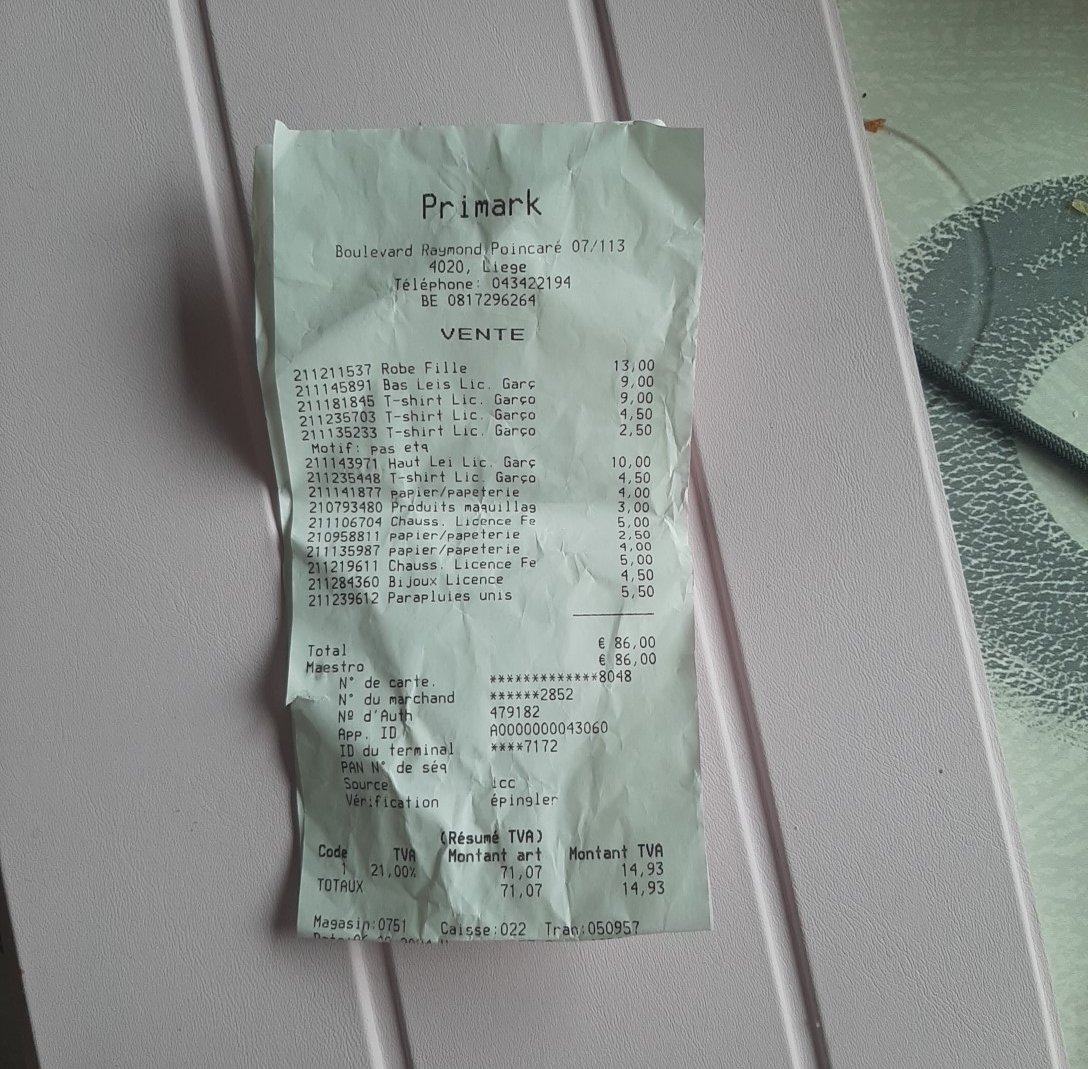 Primark
Boulevard Raymond Poincaré 07/113
4020, Liege
Téléphone: 043422194
BE 0817296264
VENTE
211211537 Robe Fille 13,00
211145891 Bas Leis Lic. Garç 9,00
211181845 T-shirt Lic. Garço 9,00
211235703 T-shirt Lic. Garço 4,50
211135233 T-shirt Lic. Garço 2,50
Motif: pas etq
211143971 Haut Lei Lic. Garç 10,00
211235448 T-shirt Lic. Garço 4,50
211141877 papier/papeterie 4,00
210793480 Produits maquillag 3,00
211106704 Chauss. Licence Fe 5,00
210958811 papier/papeterie 2,50
211135987 papier/papeterie 4,00
211219611 Chauss. Licence Fe 5,00
211284360 Bijoux Licence 4,50
211239612 Parapluies unis 5,50
Total € 86,00
Maestro € 86,00
N° de carte. *************8048
N° du marchand ******2852
Nº d'Auth 479182
App. ID A0000000043060
ID du terminal ****7172
PAN N° de séq
Source icc
Vérification épingler
(Résumé TVA)
Code TVA Montant art Montant TVA
1 21,00% 71,07 14,93
TOTAUX 71,07 14,93
Magasin:0751 Caisse:022 Tran:050957